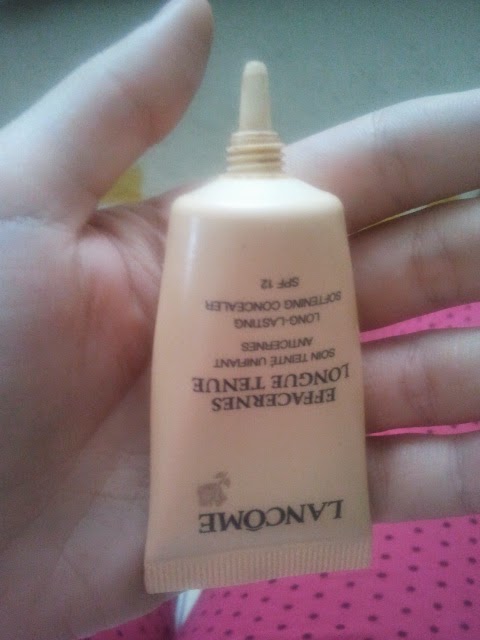 LANCÔME
EFFACERNES
LONGUE TENUE
SOIN TEINTÉ UNIFIANT
ANTICERNES
LONG-LASTING
SOFTENING CONCEALER
SPF 12